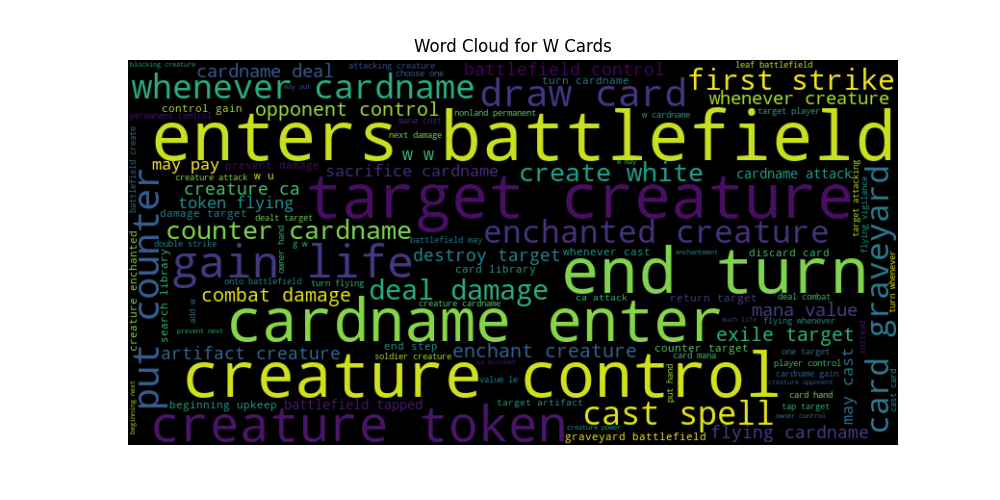 Word Cloud for W Cards
blocking creature
cardname deal
attacking creature
choose one
battlefield control
leaf battlefield
whenever cardname
may put
turn cardname
first strike
draw card
whenever creature
permanent control
control gain
opponent control
mana cost
nonland permanent
w cardname
target player
enters battlefield
next damage
w w
may pay
prevent damage
creature attack
w u
sacrifice cardname
create white
cardname attack
target attacking
battlefield create
creature ca
token flying
target creature
damage target
dealt target
counter cardname
enchanted creature
flying vigilance
card graveyard
put counter
double strike
owner hand
g w
battlefield may
gain life
destroy target
whenever cast
enchantment
discard card
card library
end turn
turn whenever
creature enchanted
search library
onto battlefield
turn flying
ca attack
combat damage
deal damage
return target
deal combat
mana value
add w
creature cardname
cardname enter
much life
flying whenever
prevent next
exile target
instead
artifact creature
end step
soldier creature
enchant creature
counter target
card mana
one target
player control
ca blocked
creature control
value le
put hand
cardname gain
creature opponent
may cast
cast card
beginning next
beginning upkeep
battlefield tapped
target artifact
card hand
tap target
owner control
cast spell
creature token
creature power
graveyard battlefield
flying cardname